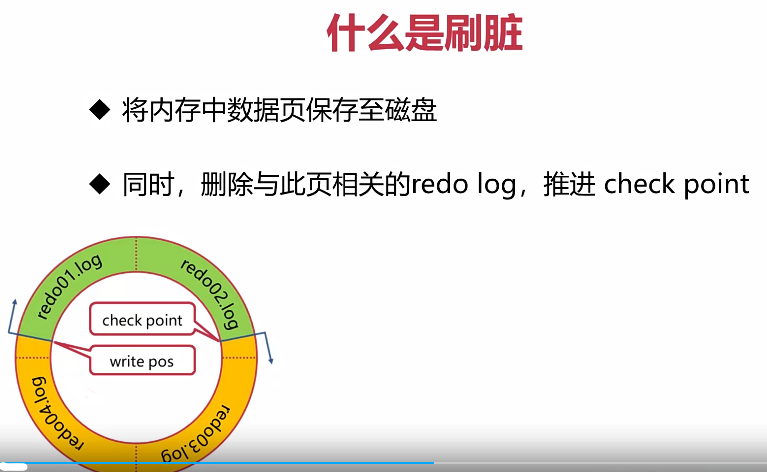 什么是刷脏
将内存中数据页保存至磁盘
同时，删除与此页相关的redo log，推进 check point
redo01.log
redo02.log
check point
write pos
redo04.log
redo03.log